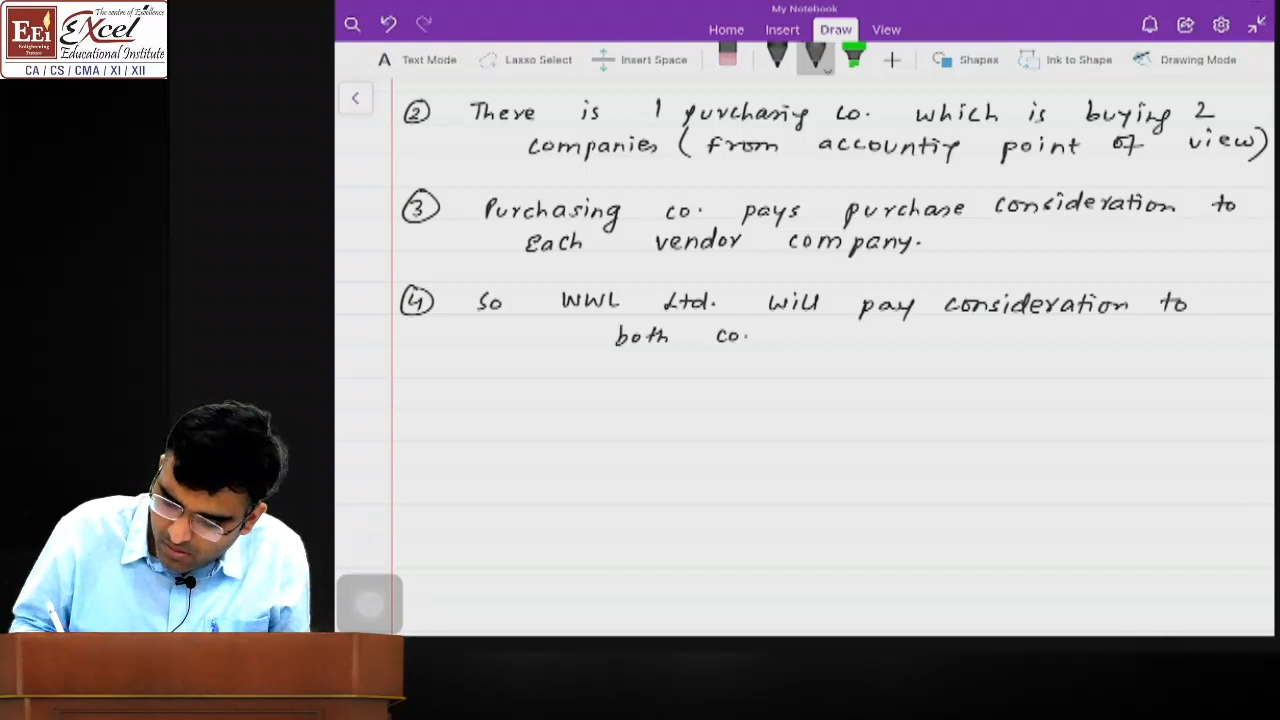 The centre of Excellence
EEi
Enlightening
Future
Excel
Educational Institute
CA / CS / CMA / XI / XII
My Notebook
Home Insert Draw View
A Text Mode Lasso Select Insert Space Shapes Ink to Shape Drawing Mode
② There is 1 purchasing co. which is buying 2
companies (from accounting point of view)
③ Purchasing co. pays purchase consideration to
Each vendor company.
④ So WWL Ltd. will pay consideration to
both co.